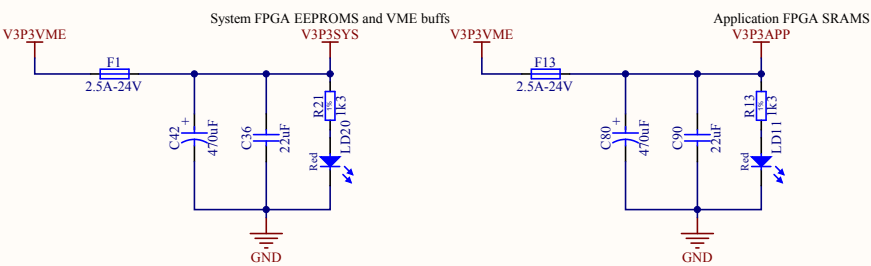 System FPGA EEPROMS and VME buffs
V3P3VME
V3P3SYS
F1
2.5A-24V
C42
+
470uF
C36
22uF
R21
1%
1k3
Red
LD20
GND
Application FPGA SRAMS
V3P3VME
V3P3APP
F13
2.5A-24V
C80
+
470uF
C90
22uF
R13
1%
1k3
Red
LD11
GND